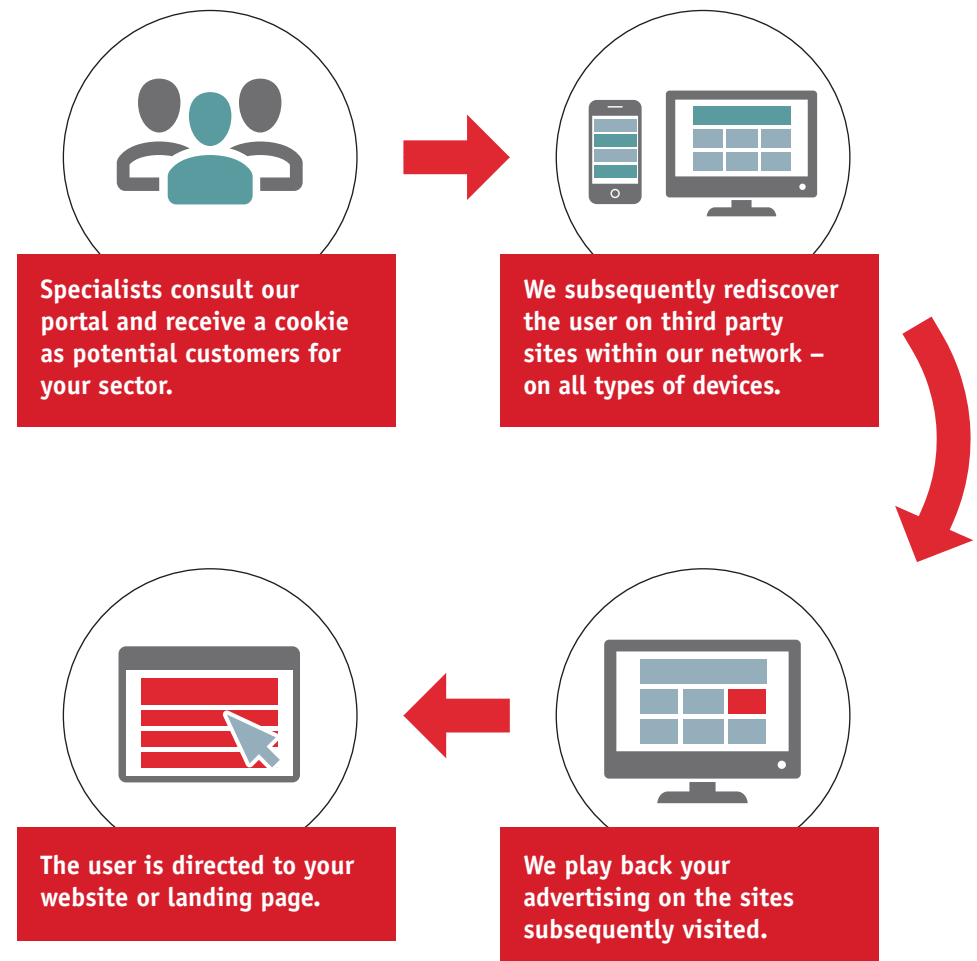 Specialists consult our
portal and receive a cookie
as potential customers for
your sector.
We subsequently rediscover
the user on third party
sites within our network –
on all types of devices.
We play back your
advertising on the sites
subsequently visited.
The user is directed to your
website or landing page.